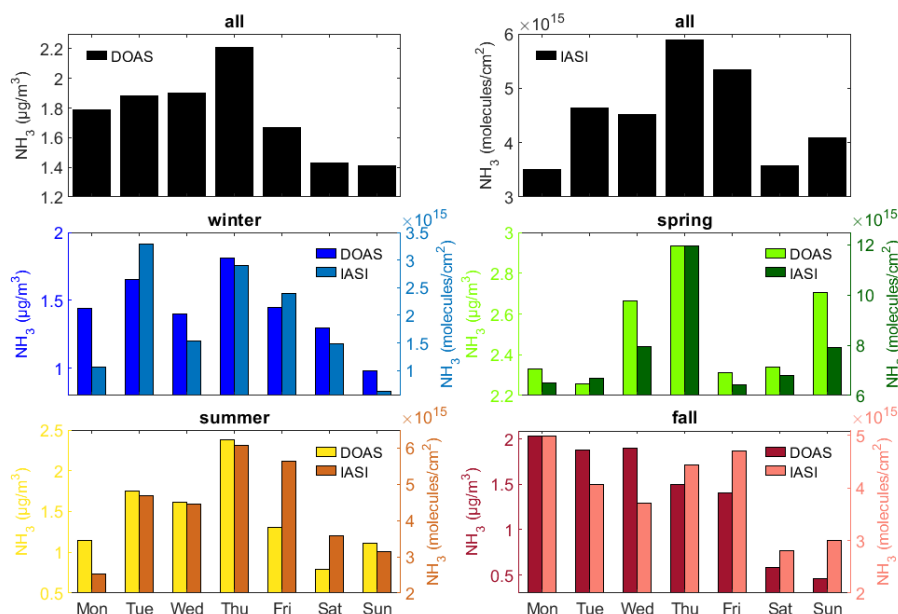 all
2.2
2
1.8
1.6
1.4
1.2
NH3 (µg/m3)
DOAS
all
×10 15
6
5
4
3
NH3 (molecules/cm2)
IASI
winter
2
1.5
1
NH3 (µg/m3)
DOAS
IASI
×10 15
3.5
3
2.5
2
1.5
1
NH3 (molecules/cm2)
spring
3
2.8
2.6
2.4
2.2
NH3 (µg/m3)
DOAS
IASI
×10 15
12
10
8
6
(molecules/cm2)
summer
2.5
2
1.5
1
0.5
NH3 (µg/m3)
DOAS
IASI
×10 15
6
5
4
3
2
NH3 (molecules/cm2)
Mon Tue Wed Thu Fri Sat Sun
fall
2
1.5
1
0.5
NH3 (µg/m3)
DOAS
IASI
×10 15
5
4
3
2
NH3 (molecules/cm2)
Mon Tue Wed Thu Fri Sat Sun